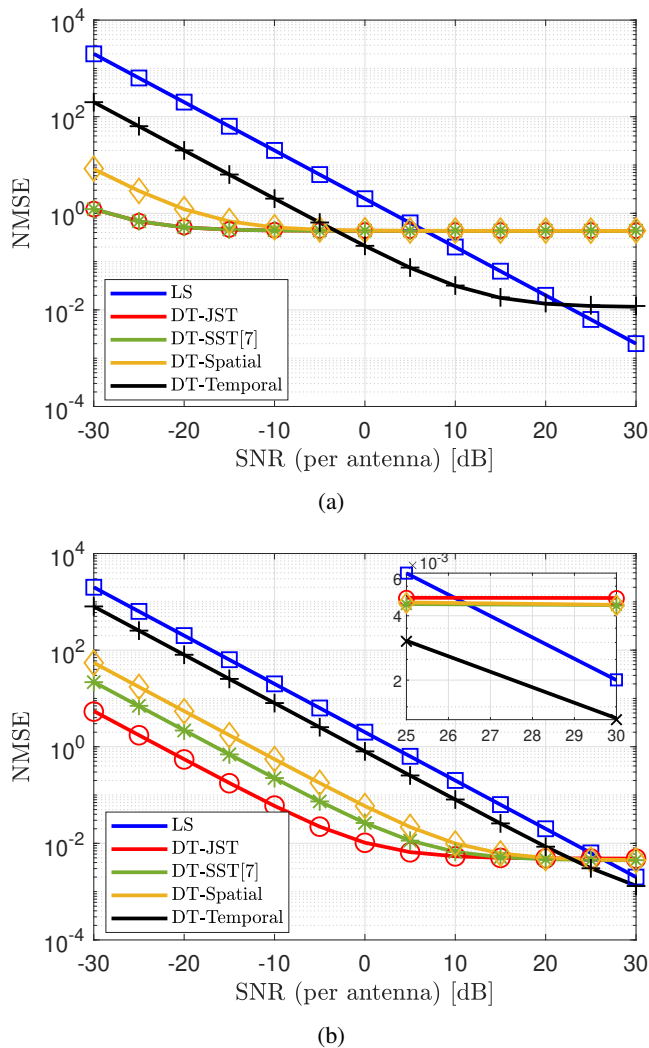 10^4
10^2
10^0
10^-2
10^-4
NMSE
LS
DT-JST
DT-SST[7]
DT-Spatial
DT-Temporal
-30 -20 -10 0 10 20 30
SNR (per antenna) [dB]
(a)
10^4
10^2
10^0
10^-2
10^-4
NMSE
× 10^-3
6
4
2
25 26 27 28 29 30
LS
DT-JST
DT-SST[7]
DT-Spatial
DT-Temporal
-30 -20 -10 0 10 20 30
SNR (per antenna) [dB]
(b)